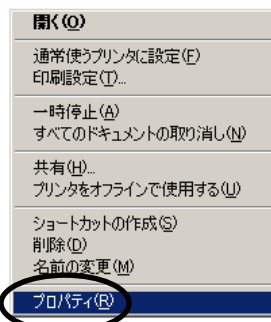 開く(O)
通常使うプリンタに設定(F)
印刷設定(T)...
一時停止(A)
すべてのドキュメントの取り消し(N)
共有(H)...
プリンタをオフラインで使用する(U)
ショートカットの作成(S)
削除(D)
名前の変更(M)
プロパティ(R)